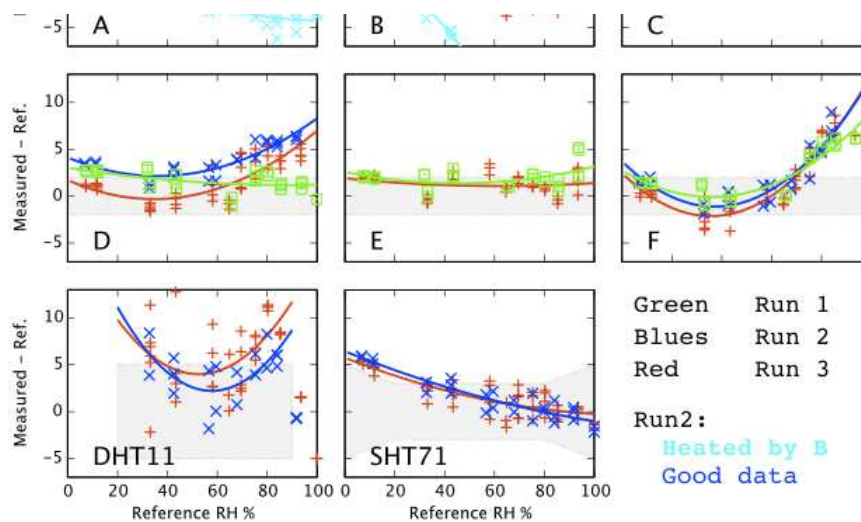 −5
A
B
C
Measured − Ref.
10
5
0
−5
D
E
F
Measured − Ref.
10
5
0
−5
DHT11
SHT71
0 20 40 60 80 100
0 20 40 60 80 100
Reference RH %
Reference RH %
Green Run 1
Blues Run 2
Red Run 3
Run2:
Heated by B
Good data